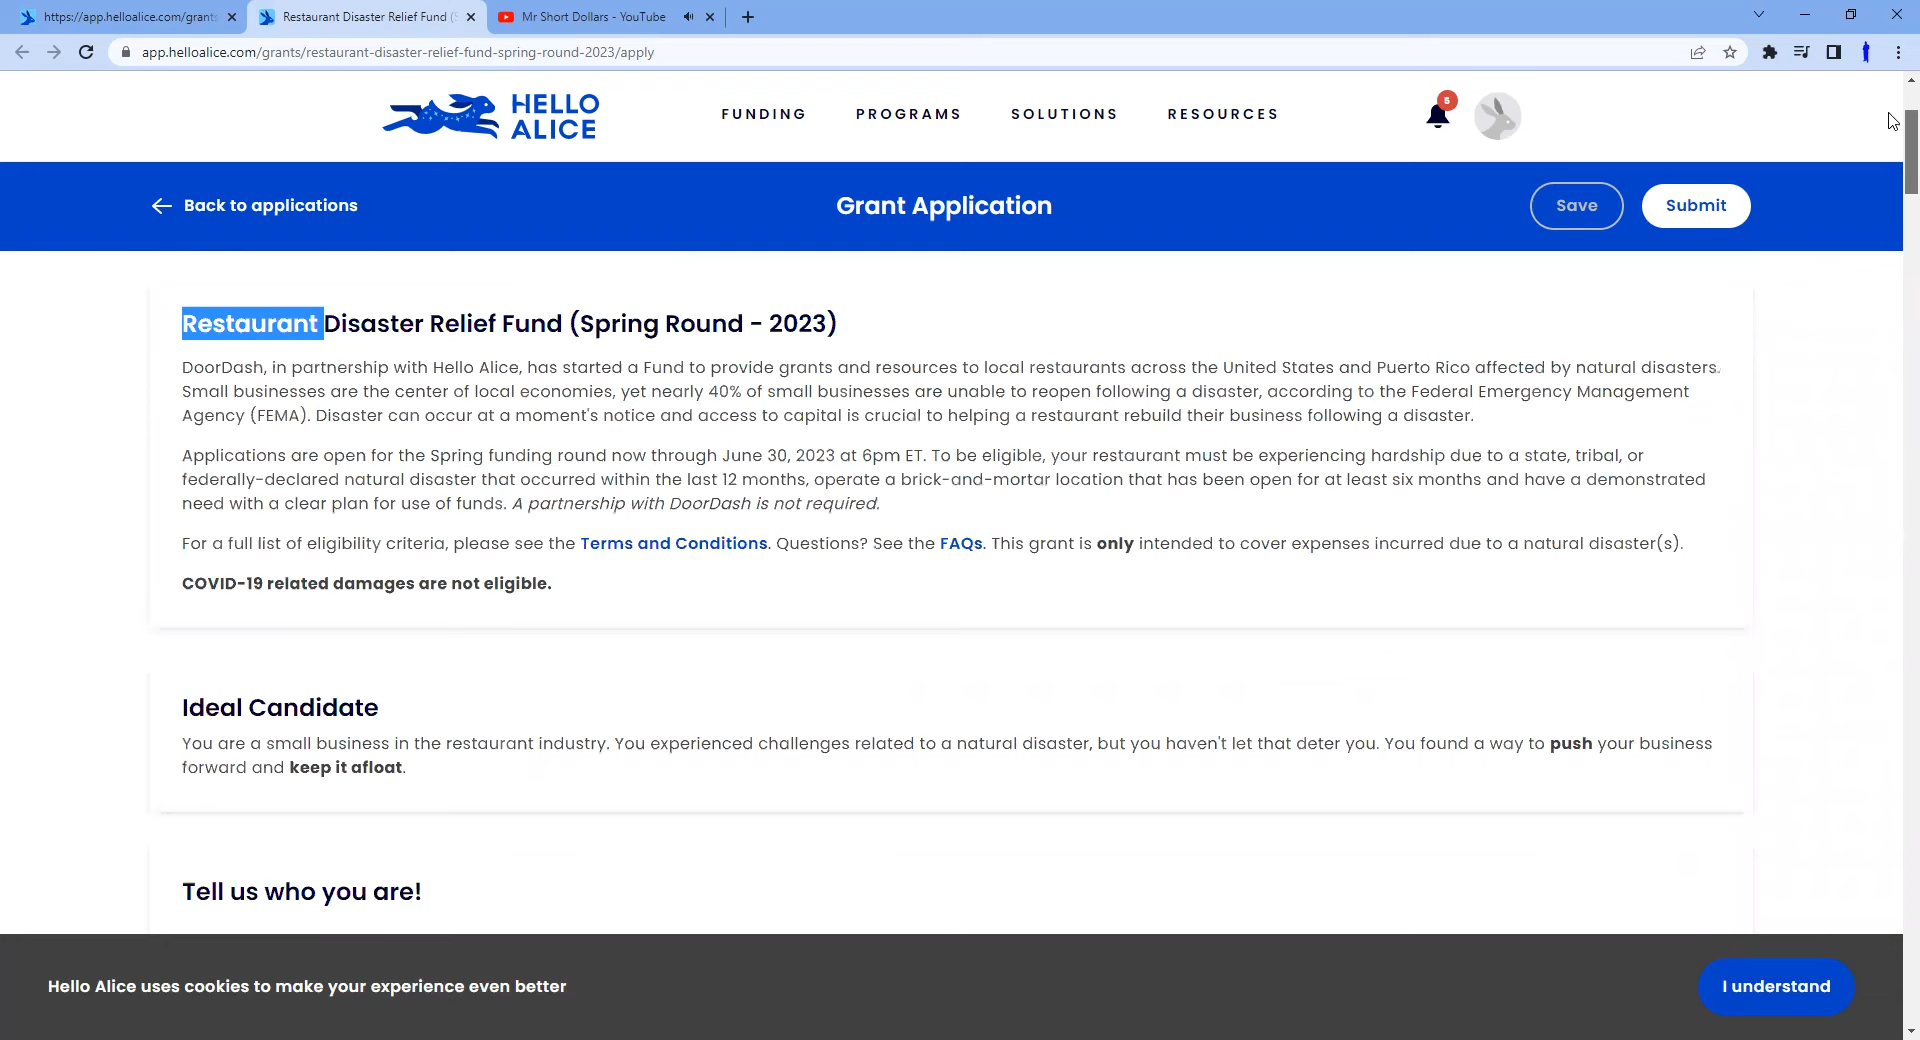 https://app.helloalice.com/grant
Restaurant Disaster Relief Fund (S
Mr Short Dollars - YouTube
app.helloalice.com/grants/restaurant-disaster-relief-fund-spring-round-2023/apply
HELLO
ALICE
FUNDING
PROGRAMS
SOLUTIONS
RESOURCES
5
Back to applications
Grant Application
Save
Submit
Restaurant Disaster Relief Fund (Spring Round - 2023)
DoorDash, in partnership with Hello Alice, has started a Fund to provide grants and resources to local restaurants across the United States and Puerto Rico affected by natural disasters.
Small businesses are the center of local economies, yet nearly 40% of small businesses are unable to reopen following a disaster, according to the Federal Emergency Management
Agency (FEMA). Disaster can occur at a moment's notice and access to capital is crucial to helping a restaurant rebuild their business following a disaster.
Applications are open for the Spring funding round now through June 30, 2023 at 6pm ET. To be eligible, your restaurant must be experiencing hardship due to a state, tribal, or
federally-declared natural disaster that occurred within the last 12 months, operate a brick-and-mortar location that has been open for at least six months and have a demonstrated
need with a clear plan for use of funds. A partnership with DoorDash is not required.
For a full list of eligibility criteria, please see the Terms and Conditions. Questions? See the FAQs. This grant is only intended to cover expenses incurred due to a natural disaster(s).
COVID-19 related damages are not eligible.
Ideal Candidate
You are a small business in the restaurant industry. You experienced challenges related to a natural disaster, but you haven't let that deter you. You found a way to push your business
forward and keep it afloat.
Tell us who you are!
Hello Alice uses cookies to make your experience even better
I understand